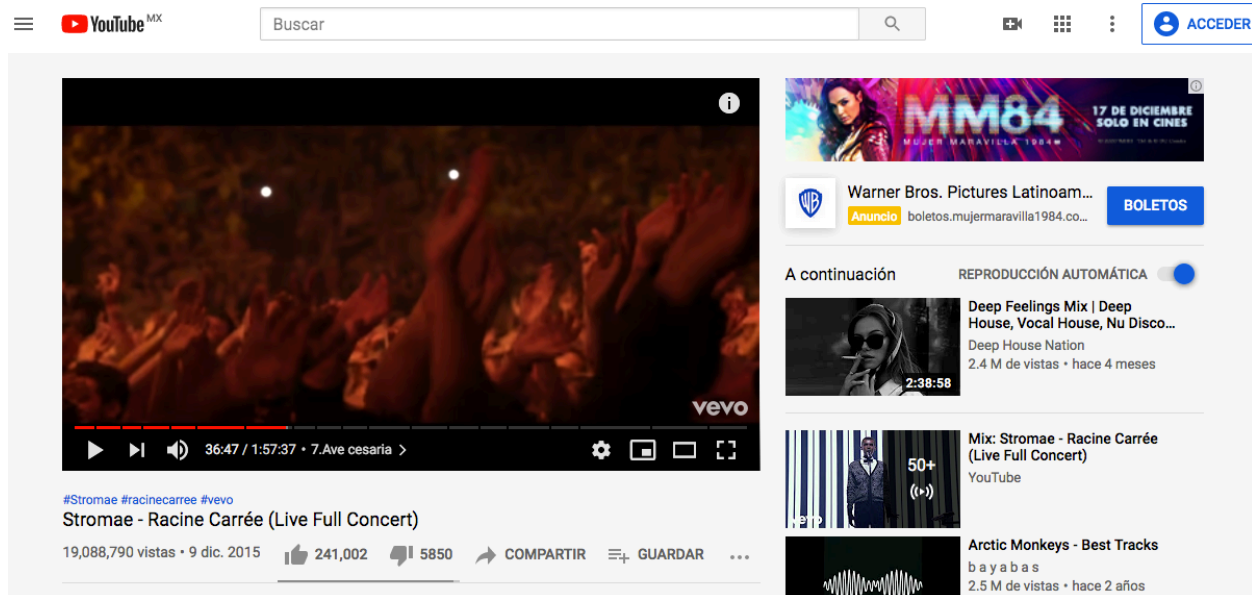 YouTube MX
Buscar
ACCEDER
MM84
MUJER MARAVILLA 1984
17 DE DICIEMBRE
SOLO EN CINES
Warner Bros. Pictures Latinoam...
Anuncio boletos.mujermaravilla1984.co...
BOLETOS
vevo
36:47 / 1:57:37 • 7.Ave cesaria >
#Stromae #racinecarree #vevo
Stromae - Racine Carrée (Live Full Concert)
19,088,790 vistas • 9 dic. 2015
241,002
5850
COMPARTIR
GUARDAR
A continuación
REPRODUCCIÓN AUTOMÁTICA
Deep Feelings Mix | Deep
House, Vocal House, Nu Disco...
Deep House Nation
2.4 M de vistas • hace 4 meses
2:38:58
Mix: Stromae - Racine Carrée
(Live Full Concert)
YouTube
50+
vevo
Arctic Monkeys - Best Tracks
b a y a b a s
2.5 M de vistas • hace 2 años